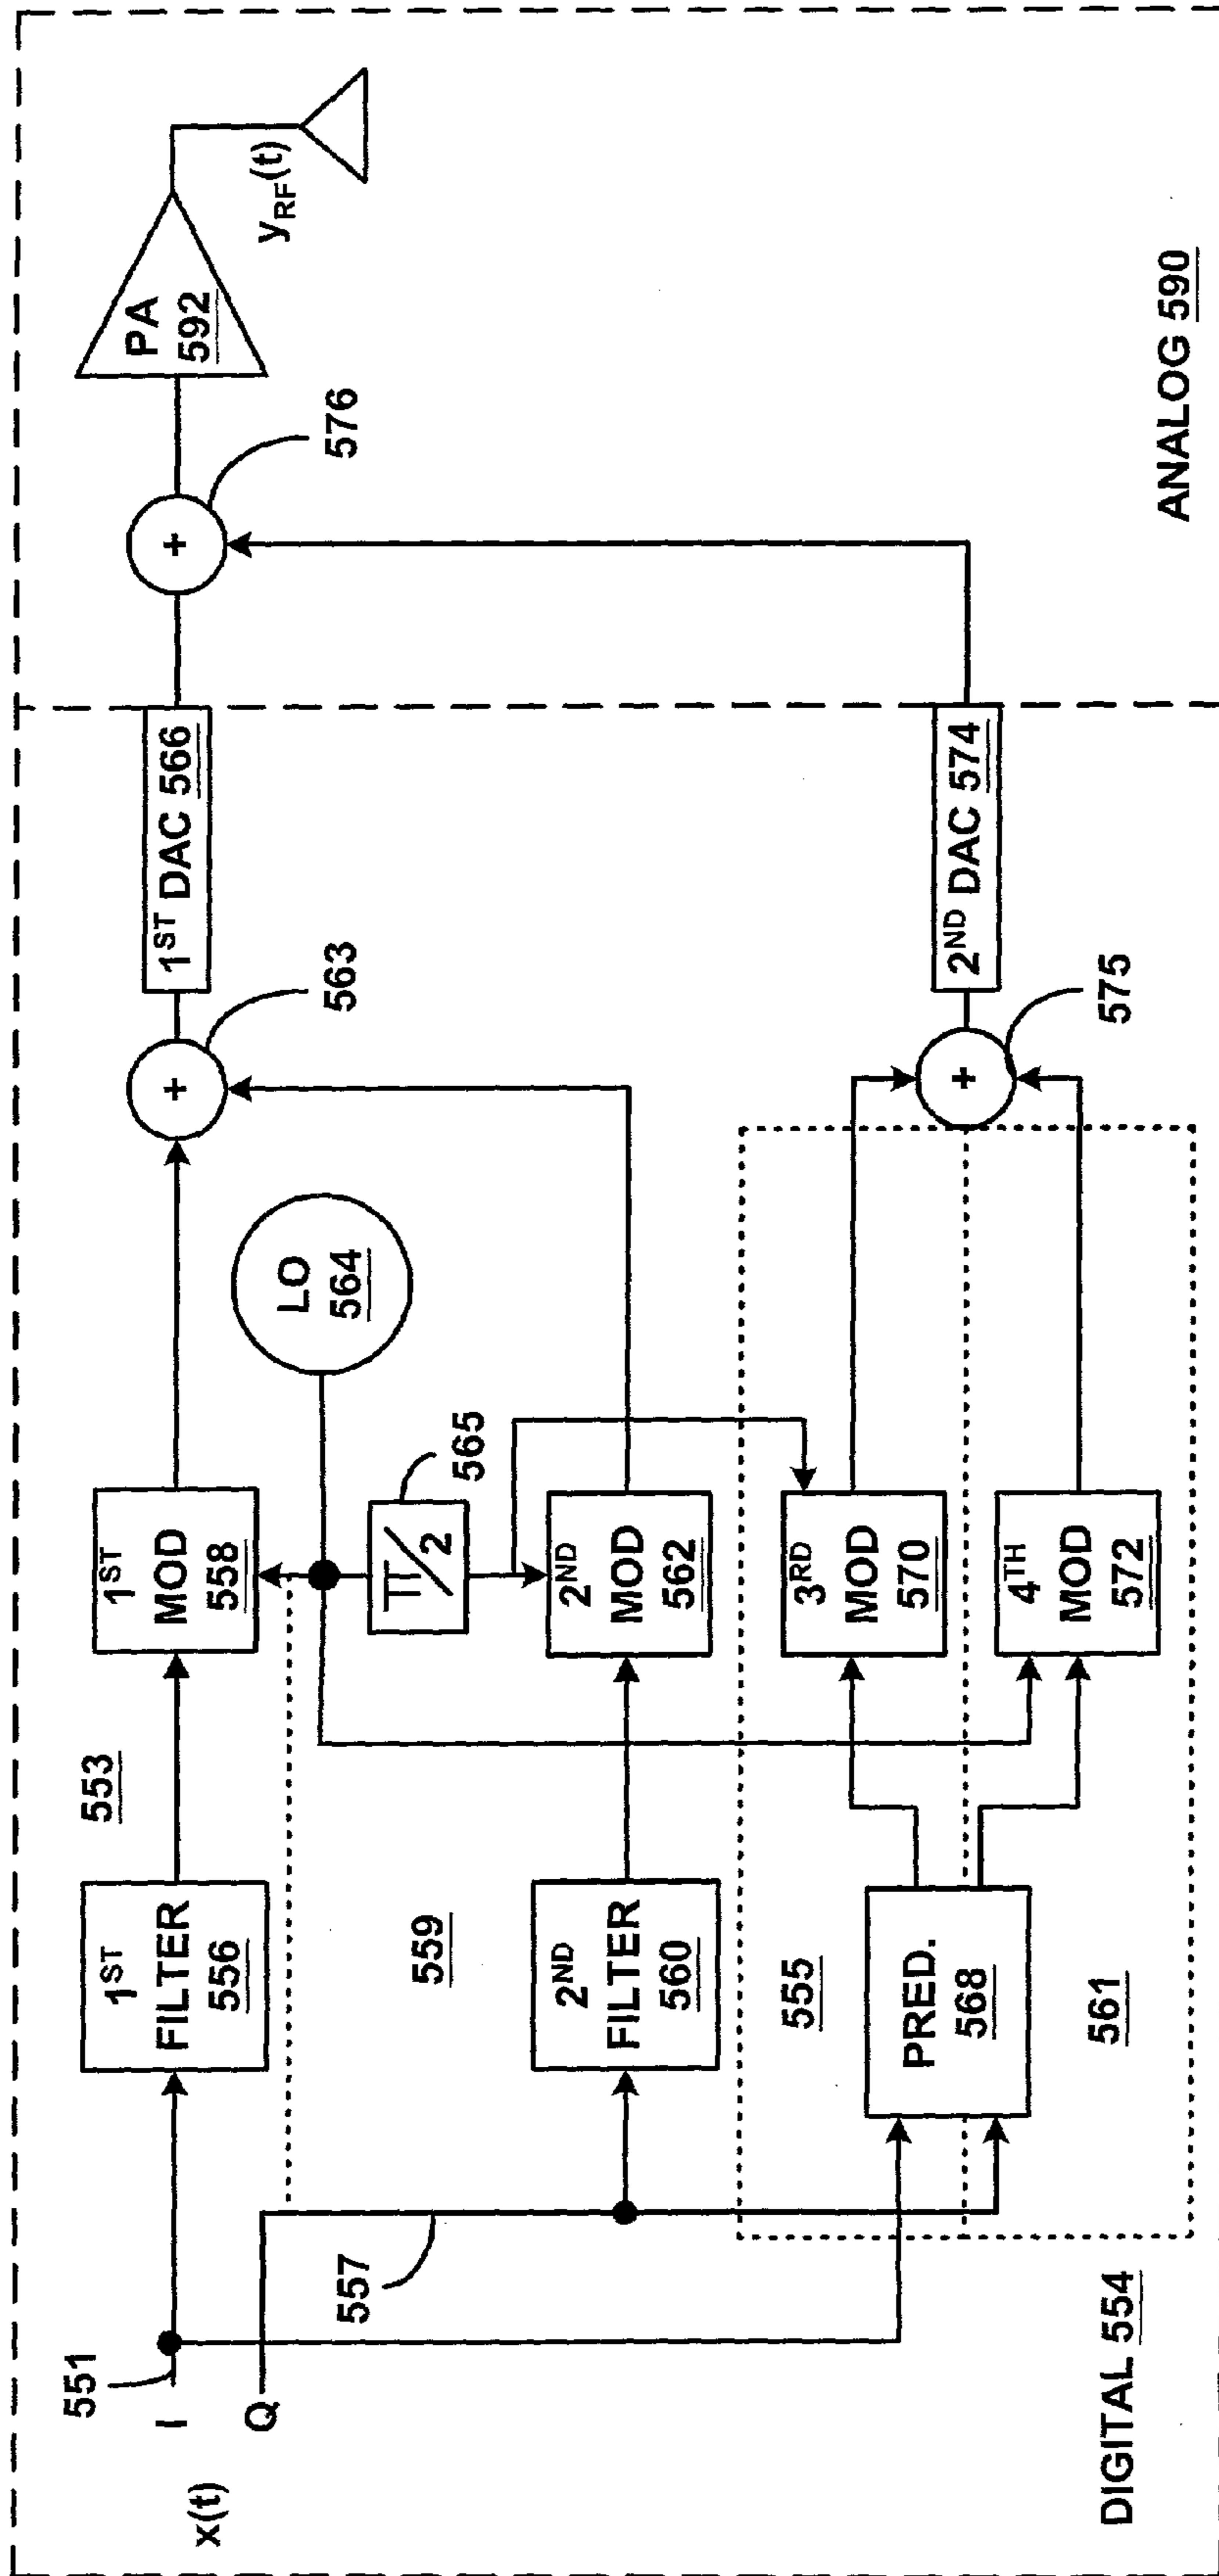 x(t)
I
Q
551
557
1ST
FILTER
556
553
1ST
MOD
558
LO
564
563
1ST DAC 566
576
PA
592
yRF(t)
559
2ND
FILTER
560
π/2
565
2ND
MOD
562
555
PRED.
568
561
3RD
MOD
570
4TH
MOD
572
+
+
+
575
2ND DAC 574
DIGITAL 554
ANALOG 590